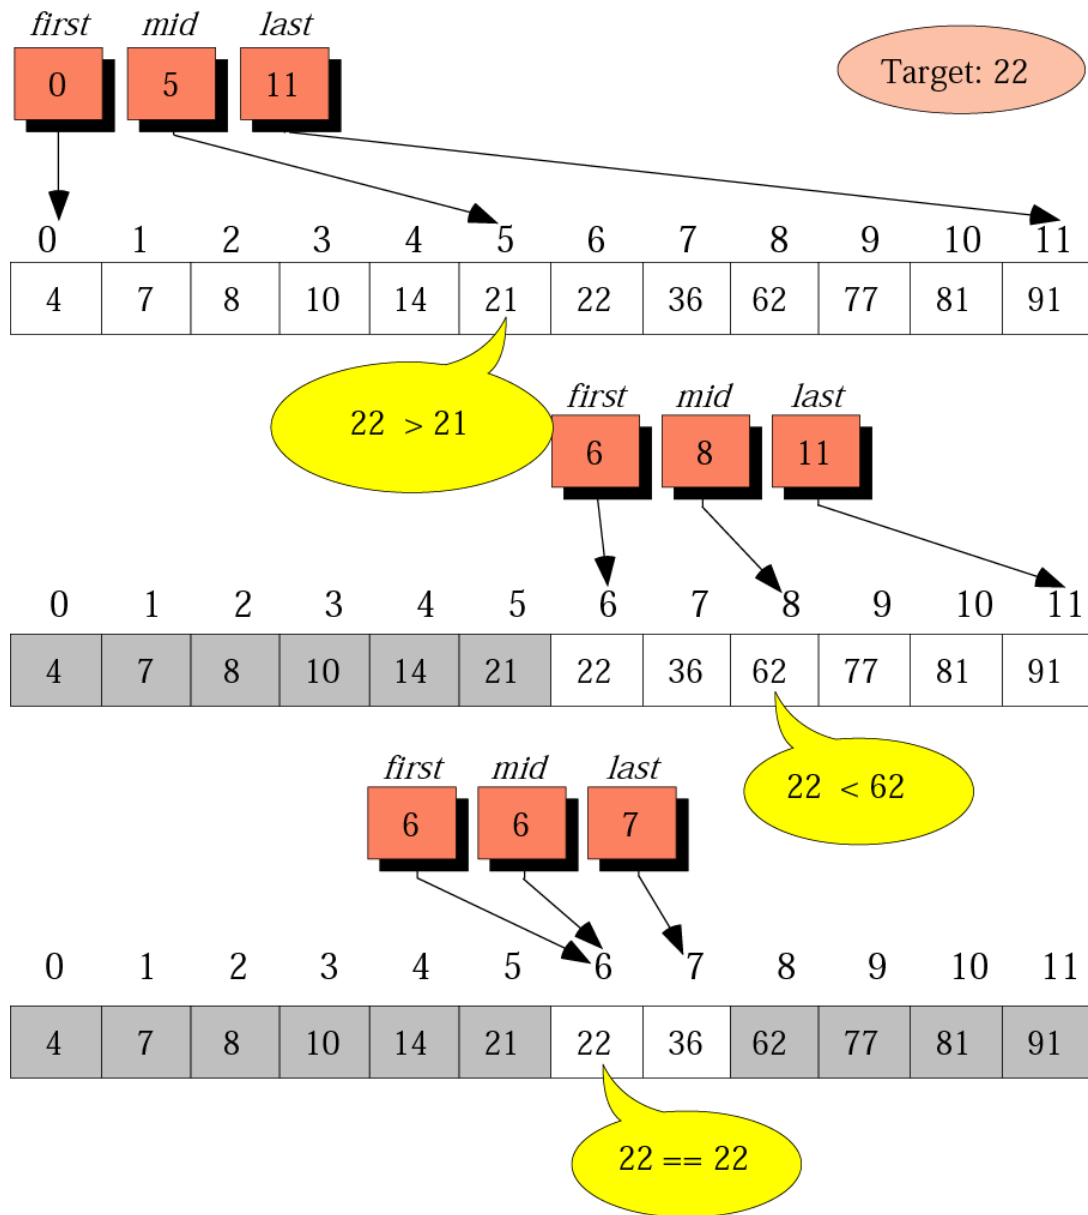 first mid last
0 5 11
Target: 22
0 1 2 3 4 5 6 7 8 9 10 11
4 7 8 10 14 21 22 36 62 77 81 91
22 > 21
first mid last
6 8 11
0 1 2 3 4 5 6 7 8 9 10 11
4 7 8 10 14 21 22 36 62 77 81 91
22 < 62
first mid last
6 6 7
0 1 2 3 4 5 6 7 8 9 10 11
4 7 8 10 14 21 22 36 62 77 81 91
22 == 22